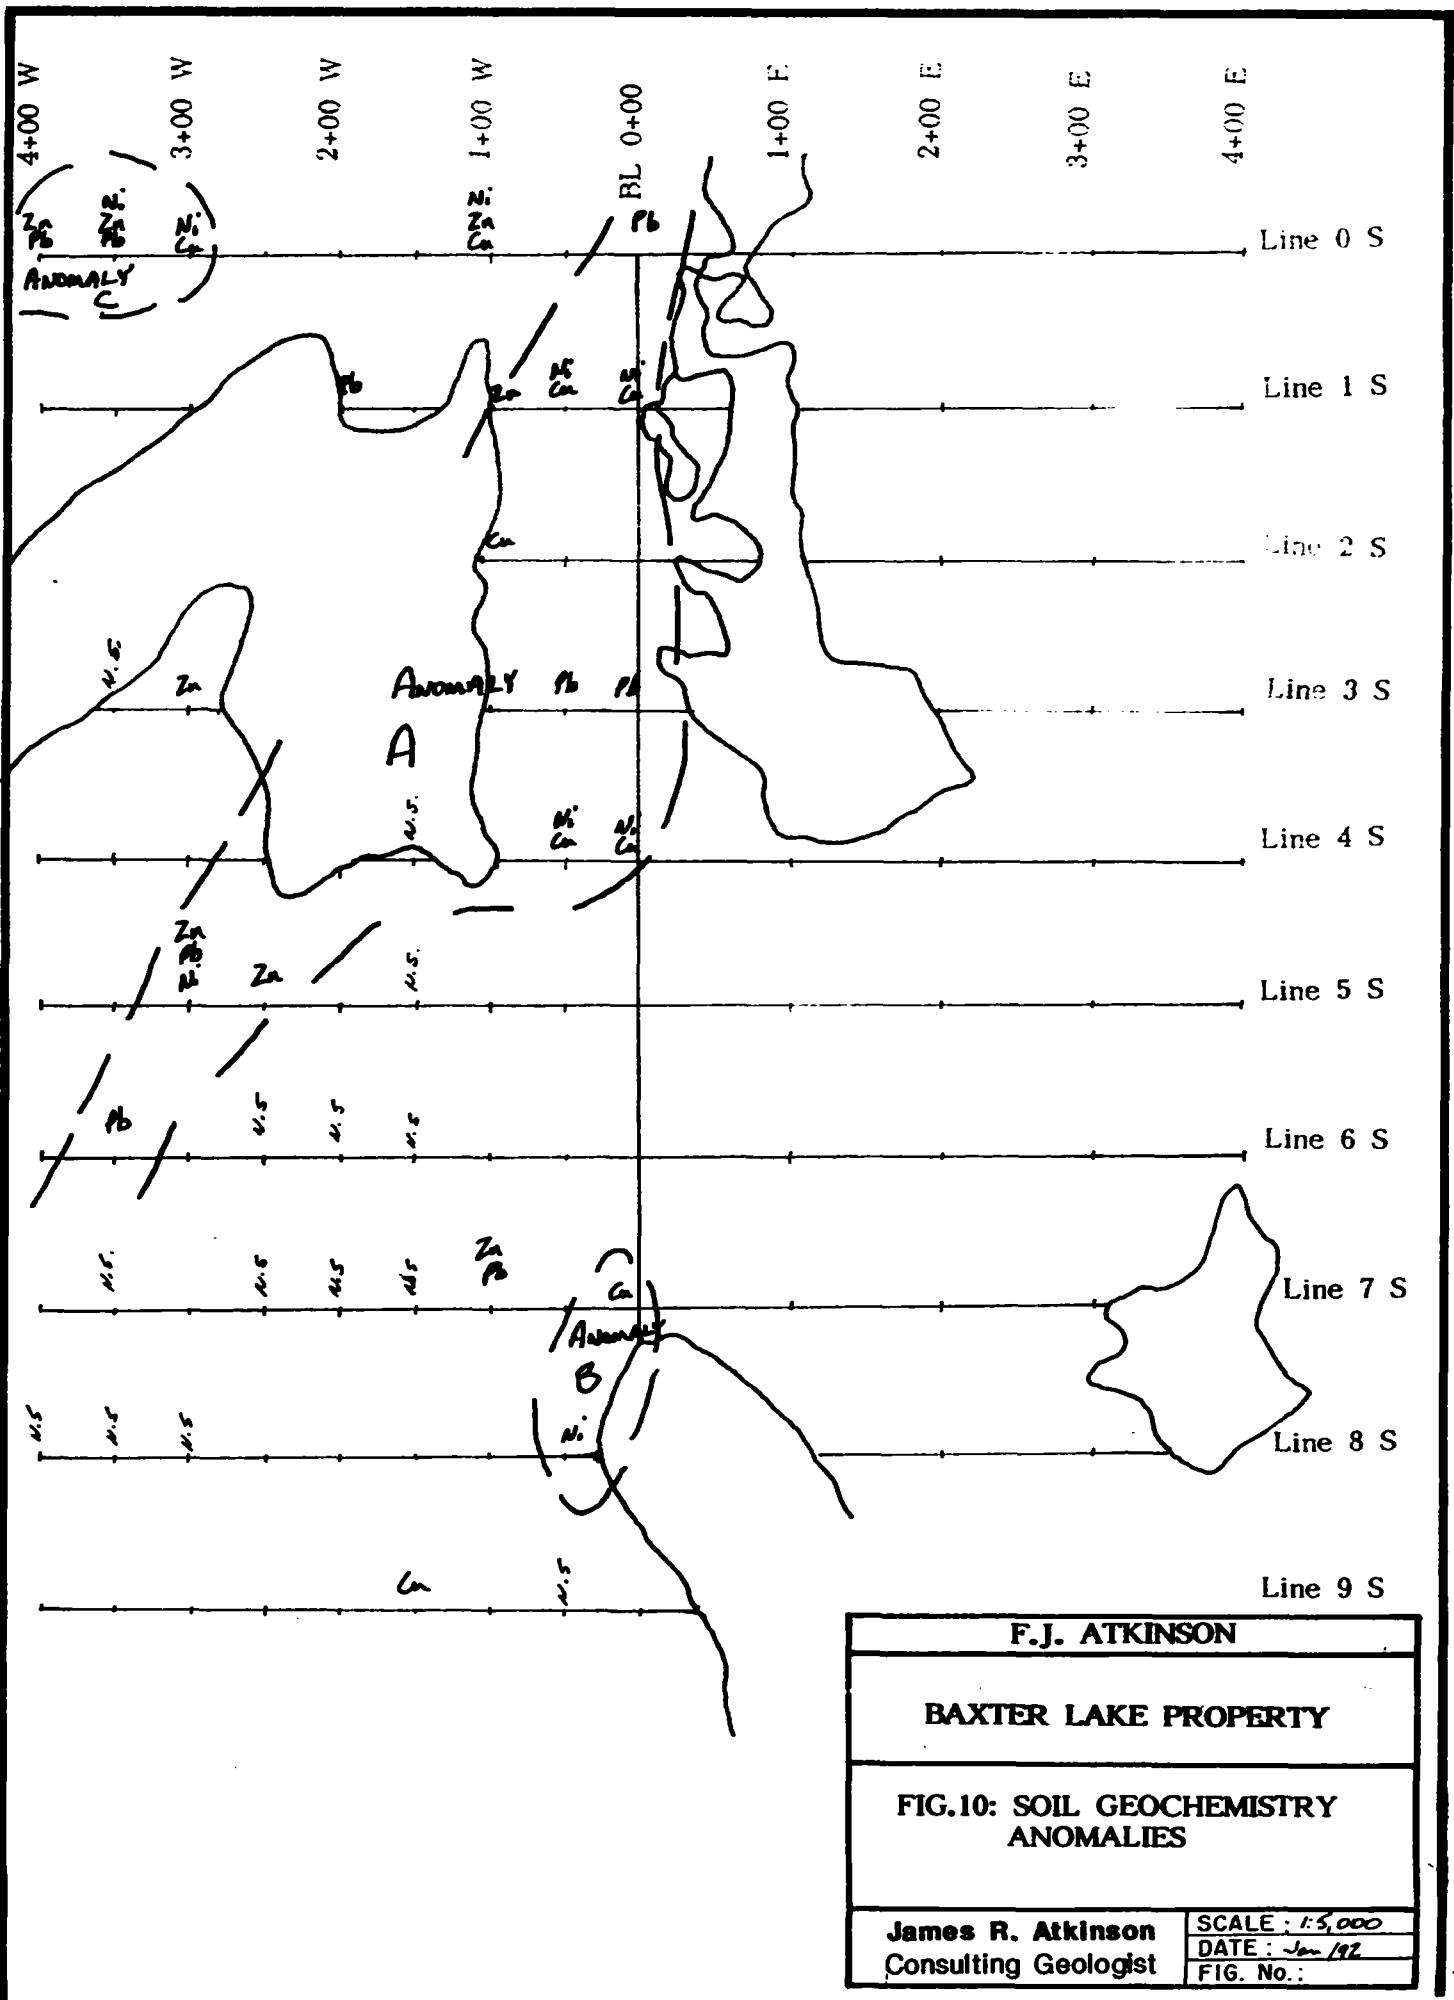 4+00 W
3+00 W
2+00 W
1+00 W
BL 0+00
1+00 E
2+00 E
3+00 E
4+00 E
Zn
Pb
Ni
Zn
Pb
Ni
Cu
Ni
Zn
Cu
Pb
Line 0 S
ANOMALY
C
Pb
Zn
Ni
Cu
Ni
Cu
Line 1 S
Cu
Line 2 S
N.S.
Zn
ANOMALY
A
Pb
Pb
Line 3 S
N.S.
Ni
Cu
Ni
Cu
Line 4 S
Zn
Pb
Ni
Zn
N.S.
Line 5 S
Pb
N.S
N.S
N.S
Line 6 S
N.S.
N.S
N.S
N.S
Zn
Pb
Cu
Line 7 S
ANOMALY
B
N.S
N.S
N.S
Ni
Line 8 S
Cu
N.S
Line 9 S
F.J. ATKINSON
BAXTER LAKE PROPERTY
FIG.10: SOIL GEOCHEMISTRY
ANOMALIES
James R. Atkinson
Consulting Geologist
SCALE : 1:5,000
DATE : Jan /92
FIG. No.: